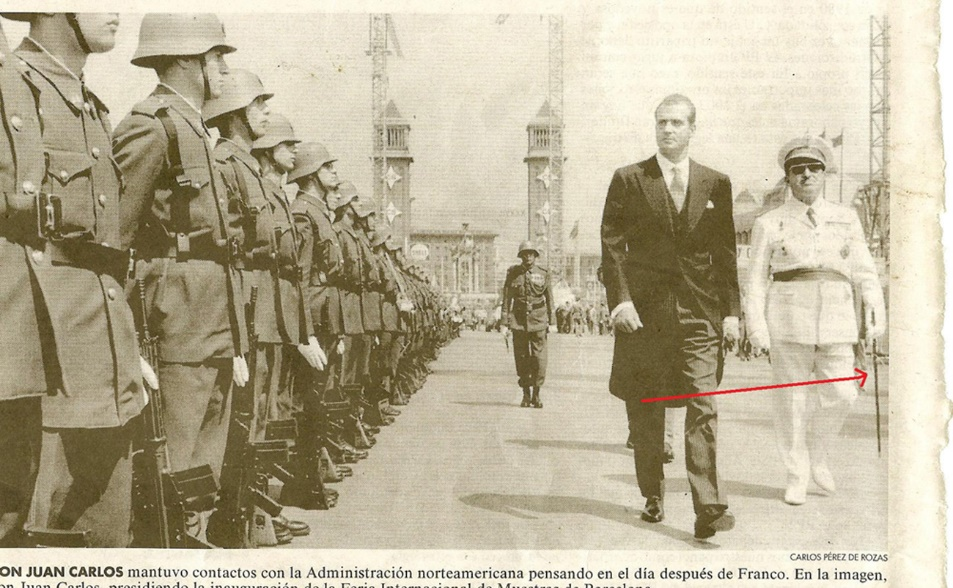 CARLOS PÉREZ DE ROZAS
ON JUAN CARLOS mantuvo contactos con la Administración norteamericana pensando en el día después de Franco. En la imagen,
on Juan Carlos, presidiendo la inauguración de la Feria Internacional de Muestras de Barcelona